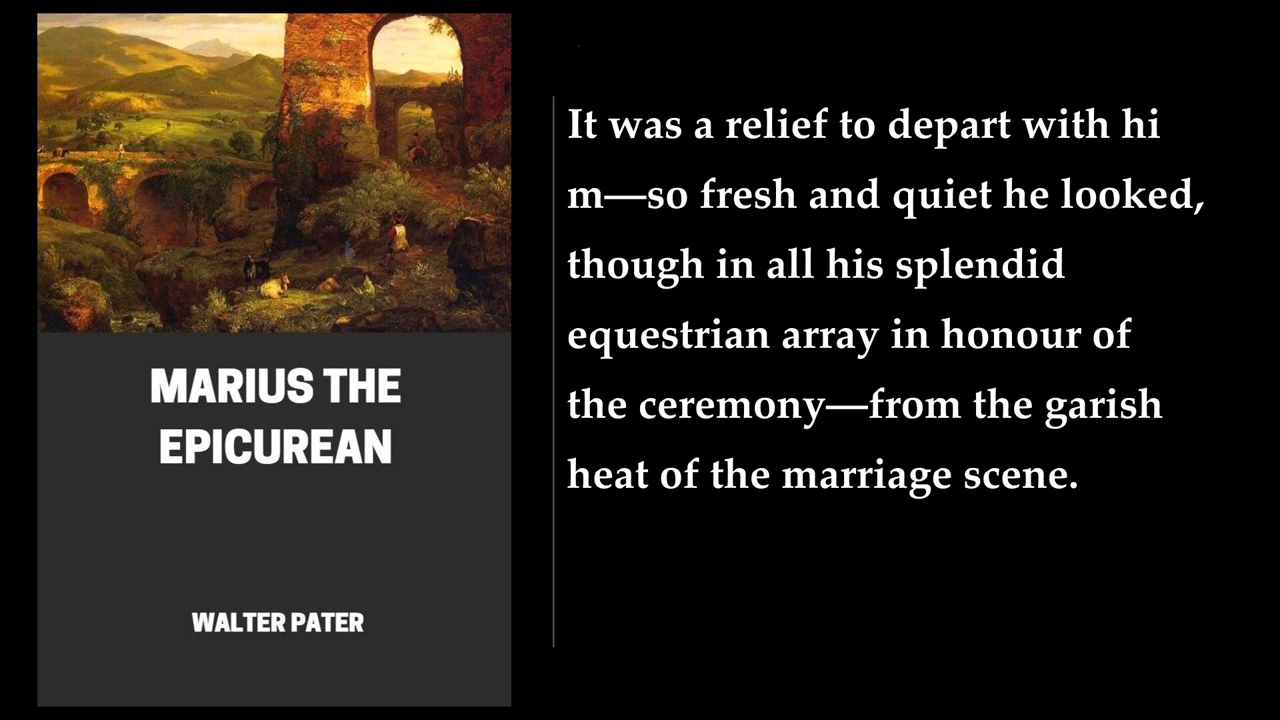 MARIUS THE
EPICUREAN
WALTER PATER
It was a relief to depart with hi
m—so fresh and quiet he looked,
though in all his splendid
equestrian array in honour of
the ceremony—from the garish
heat of the marriage scene.